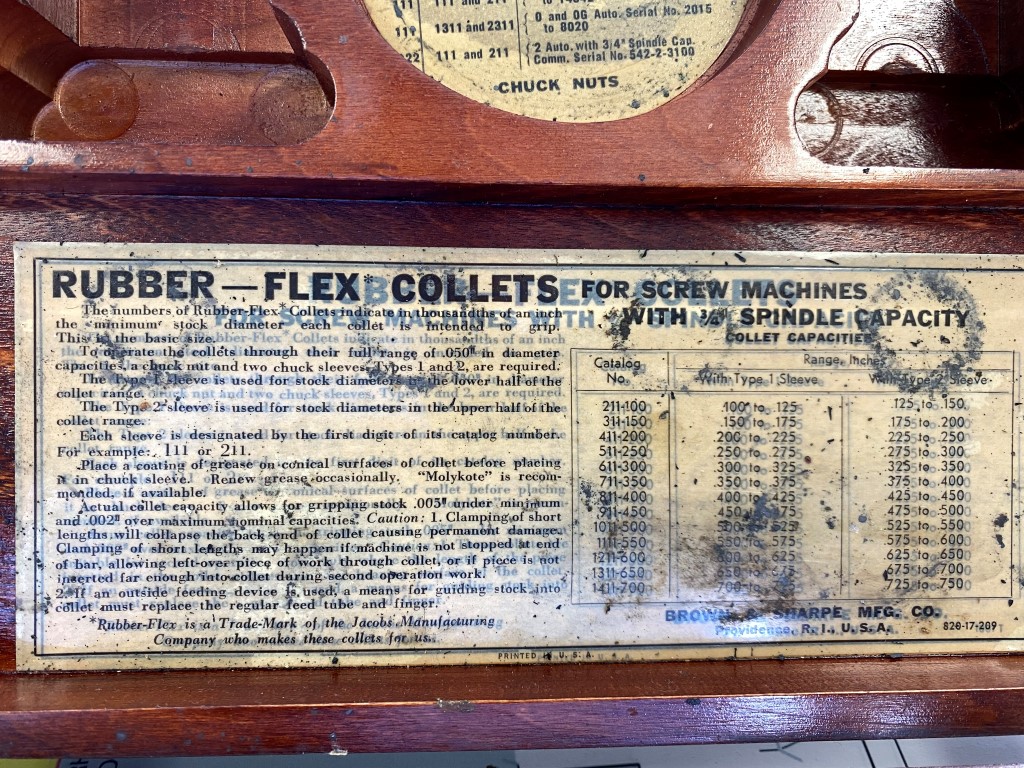 111 and 211
111 1311 and 2311 O and OG Auto. Serial No. 2015 to 8020
22 111 and 211 2 Auto. with 3/4" Spindle Cap. Comm. Serial No. 542-2-3100
CHUCK NUTS
RUBBER — FLEX* COLLETS FOR SCREW MACHINES
WITH 3/4" SPINDLE CAPACITY
The numbers of Rubber-Flex* Collets indicate in thousandths of an inch
the minimum stock diameter each collet is intended to grip.
This is the basic size.
To operate the collets through their full range of .050" in diameter
capacities, a chuck nut and two chuck sleeves, Types 1 and 2, are required.
The Type 1 sleeve is used for stock diameters in the lower half of the
collet range.
The Type 2 sleeve is used for stock diameters in the upper half of the
collet range.
Each sleeve is designated by the first digit of its catalog number.
For example: 111 or 211.
Place a coating of grease on conical surfaces of collet before placing
it in chuck sleeve. Renew grease occasionally. "Molykote" is recom-
mended, if available.
Actual collet capacity allows for gripping stock .005" under minimum
and .002" over maximum nominal capacities. Caution: 1. Clamping of short
lengths will collapse the back end of collet causing permanent damage.
Clamping of short lengths may happen if machine is not stopped at end
of bar, allowing left-over piece of work through collet, or if piece is not
inserted far enough into collet during second operation work.
2. If an outside feeding device is used, a means for guiding stock into
collet must replace the regular feed tube and finger.
*Rubber-Flex is a Trade-Mark of the Jacobs Manufacturing
Company who makes these collets for us.
COLLET CAPACITIES
Catalog No. Range, Inches
With Type 1 Sleeve With Type 2 Sleeve
211-100 .100 to .125 .125 to .150
311-150 .150 to .175 .175 to .200
411-200 .200 to .225 .225 to .250
511-250 .250 to .275 .275 to .300
611-300 .300 to .325 .325 to .350
711-350 .350 to .375 .375 to .400
811-400 .400 to .425 .425 to .450
911-450 .450 to .475 .475 to .500
1011-500 .500 to .525 .525 to .550
1111-550 .550 to .575 .575 to .600
1211-600 .600 to .625 .625 to .650
1311-650 .650 to .675 .675 to .700
1411-700 .700 to .725 .725 to .750
BROWN & SHARPE MFG. CO.
Providence, R. I., U. S. A.
826-17-209
PRINTED IN U. S. A.